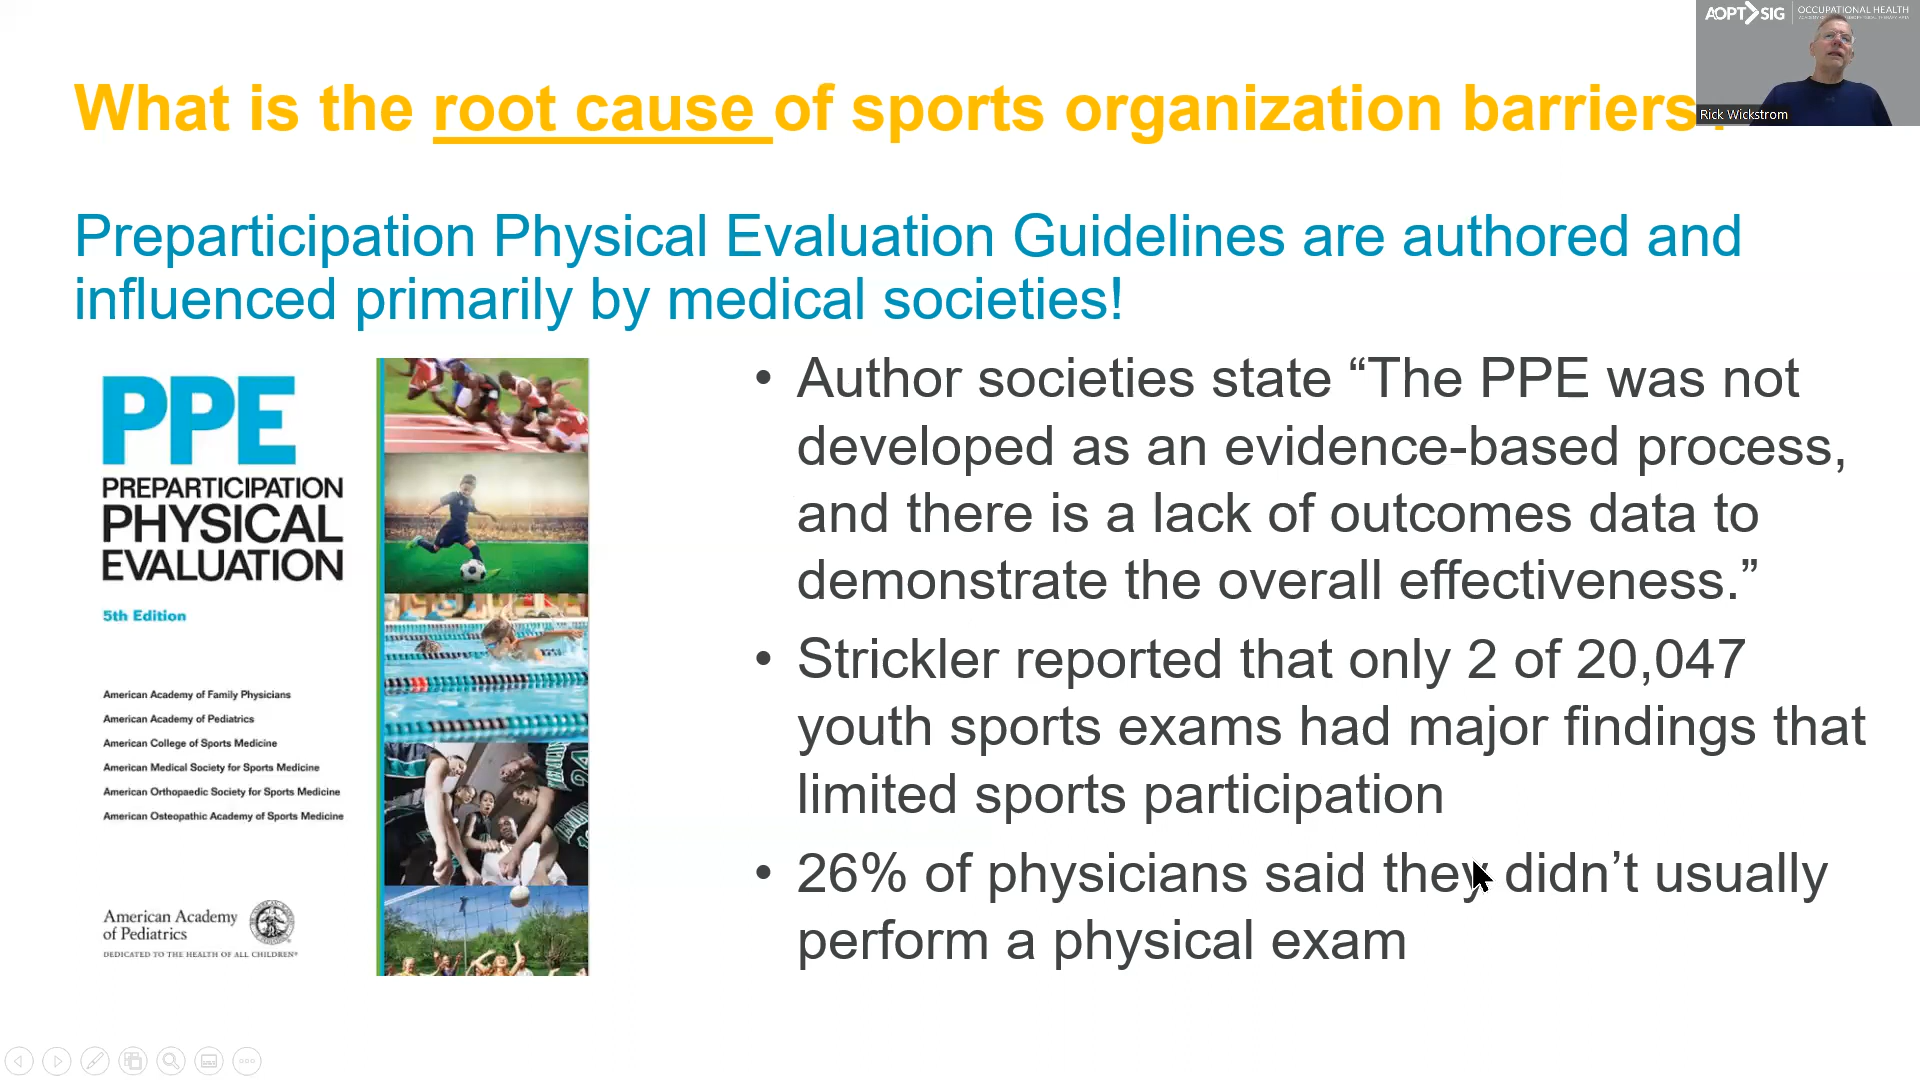 AOPT SIG OCCUPATIONAL HEALTH
What is the root cause of sports organization barriers
Rick Wickstrom
Preparticipation Physical Evaluation Guidelines are authored and
influenced primarily by medical societies!
PPE
PREPARTICIPATION
PHYSICAL
EVALUATION
5th Edition
American Academy of Family Physicians
American Academy of Pediatrics
American College of Sports Medicine
American Medical Society for Sports Medicine
American Orthopaedic Society for Sports Medicine
American Osteopathic Academy of Sports Medicine
American Academy
of Pediatrics
DEDICATED TO THE HEALTH OF ALL CHILDREN®
• Author societies state “The PPE was not
developed as an evidence-based process,
and there is a lack of outcomes data to
demonstrate the overall effectiveness.”
• Strickler reported that only 2 of 20,047
youth sports exams had major findings that
limited sports participation
• 26% of physicians said they didn’t usually
perform a physical exam